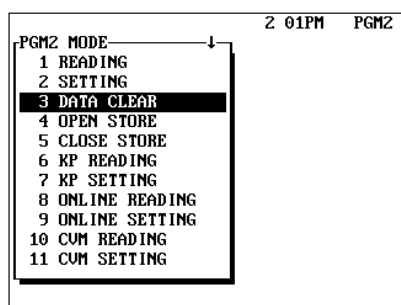 2 01PM PGM2
PGM2 MODE
1 READING
2 SETTING
3 DATA CLEAR
4 OPEN STORE
5 CLOSE STORE
6 KP READING
7 KP SETTING
8 ONLINE READING
9 ONLINE SETTING
10 CVM READING
11 CVM SETTING